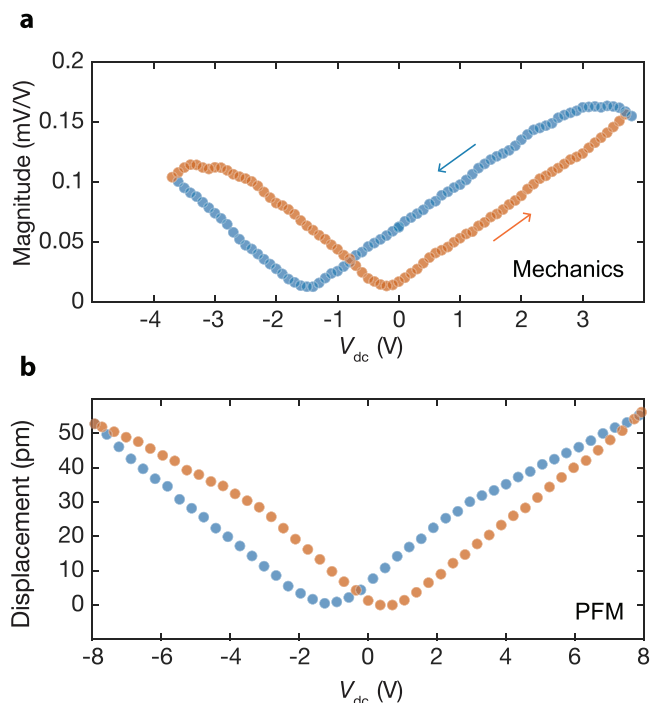 a
Magnitude (mV/V)
0.2
0.15
0.1
0.05
0
Mechanics
-4 -3 -2 -1 0 1 2 3
Vdc (V)
b
Displacement (pm)
50
40
30
20
10
0
PFM
-8 -6 -4 -2 0 2 4 6 8
Vdc (V)